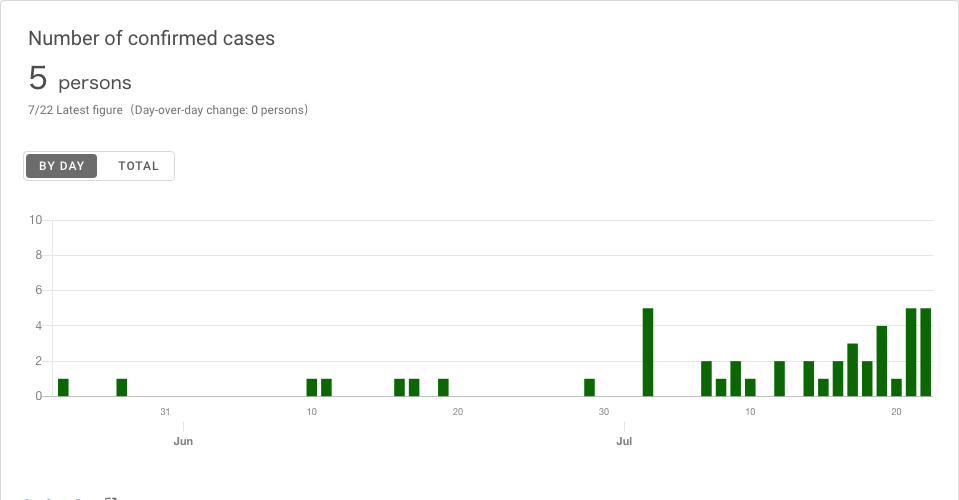 Number of confirmed cases
5 persons
7/22 Latest figure（Day-over-day change: 0 persons）
BY DAY TOTAL
10
8
6
4
2
0
31 10 20 30 10 20
Jun Jul